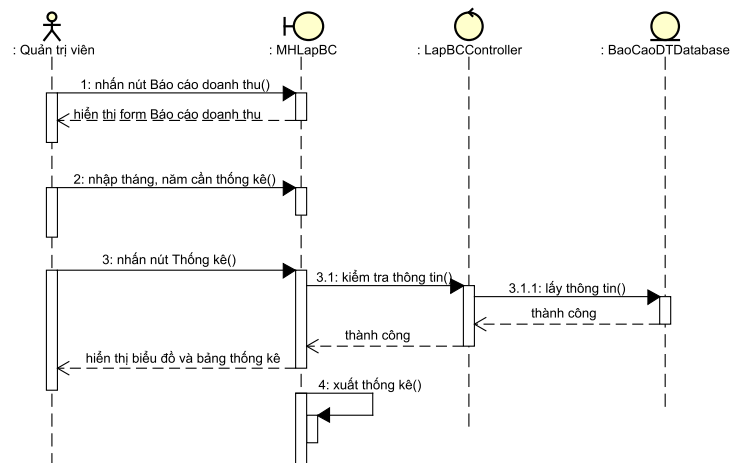 : Quản trị viên
: MHLapBC
: LapBCController
: BaoCaoDTDatabase
1: nhấn nút Báo cáo doanh thu()
hiển thị form Báo cáo doanh thu
2: nhập tháng, năm cần thống kê()
3: nhấn nút Thống kê()
3.1: kiểm tra thông tin()
3.1.1: lấy thông tin()
thành công
thành công
hiển thị biểu đồ và bảng thống kê
4: xuất thống kê()